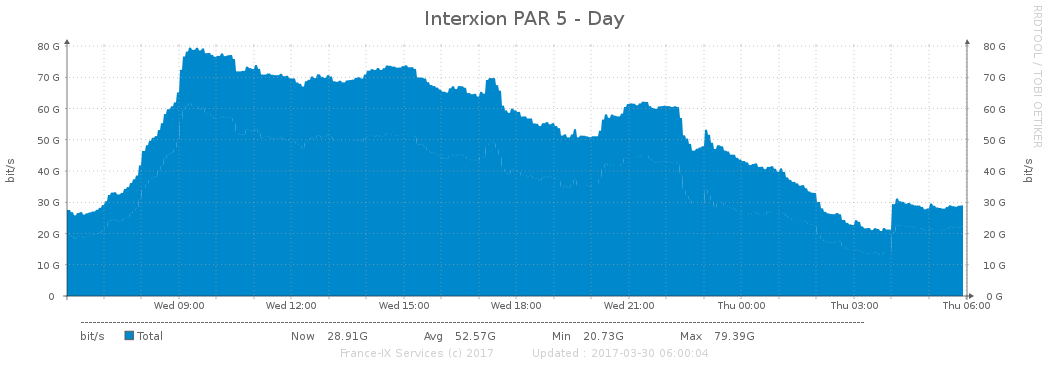 Interxion PAR 5 - Day
RRDTOOL / TOBI OETIKER
80 G 80 G
70 G 70 G
60 G 60 G
50 G 50 G
40 G 40 G
30 G 30 G
20 G 20 G
10 G 10 G
0 0 G
bit/s bit/s
Wed 09:00 Wed 12:00 Wed 15:00 Wed 18:00 Wed 21:00 Thu 00:00 Thu 03:00 Thu 06:00
bit/s Total Now 28.91G Avg 52.57G Min 20.73G Max 79.39G
France-IX Services (c) 2017 Updated : 2017-03-30 06:00:04